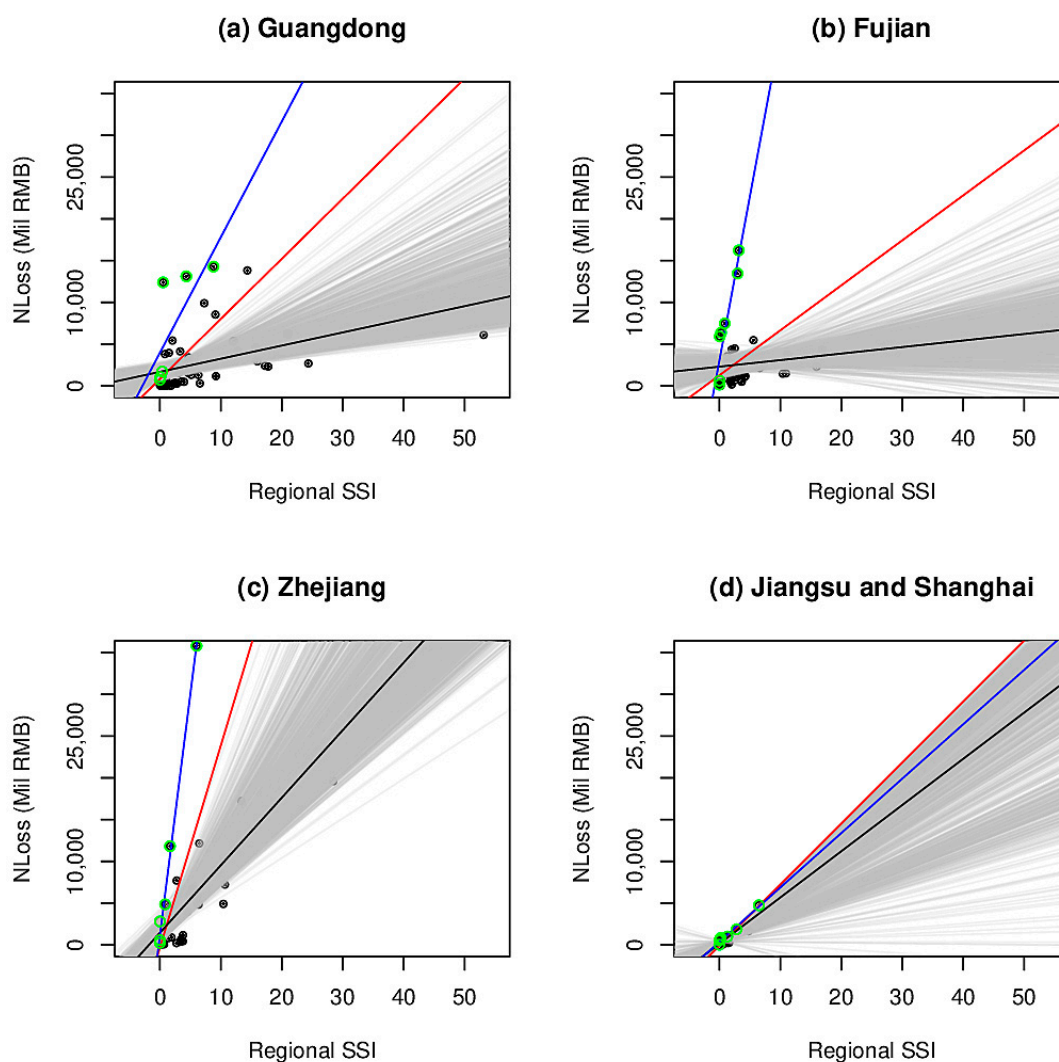 (a) Guangdong
(b) Fujian
NLoss (Mil RMB)
0
10,000
25,000
0 10 20 30 40 50
Regional SSI
NLoss (Mil RMB)
0
10,000
25,000
0 10 20 30 40 50
Regional SSI
(c) Zhejiang
(d) Jiangsu and Shanghai
NLoss (Mil RMB)
0
10,000
25,000
0 10 20 30 40 50
Regional SSI
NLoss (Mil RMB)
0
10,000
25,000
0 10 20 30 40 50
Regional SSI